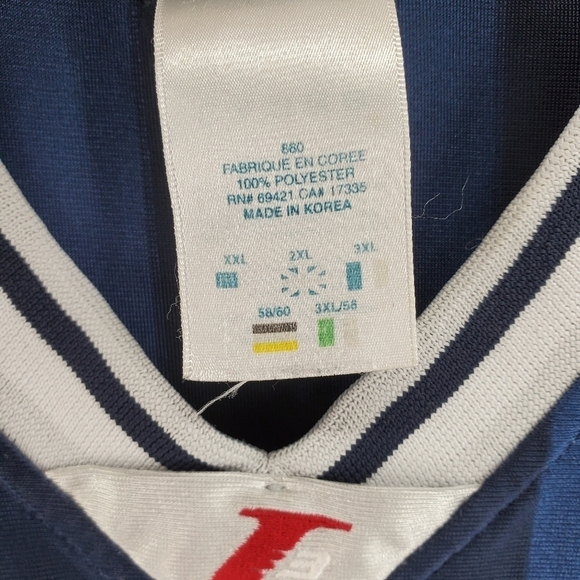 880
FABRIQUE EN COREE
100% POLYESTER
RN# 69421 CA# 17335
MADE IN KOREA
XXL 2XL 3XL
58/60 3XL/56